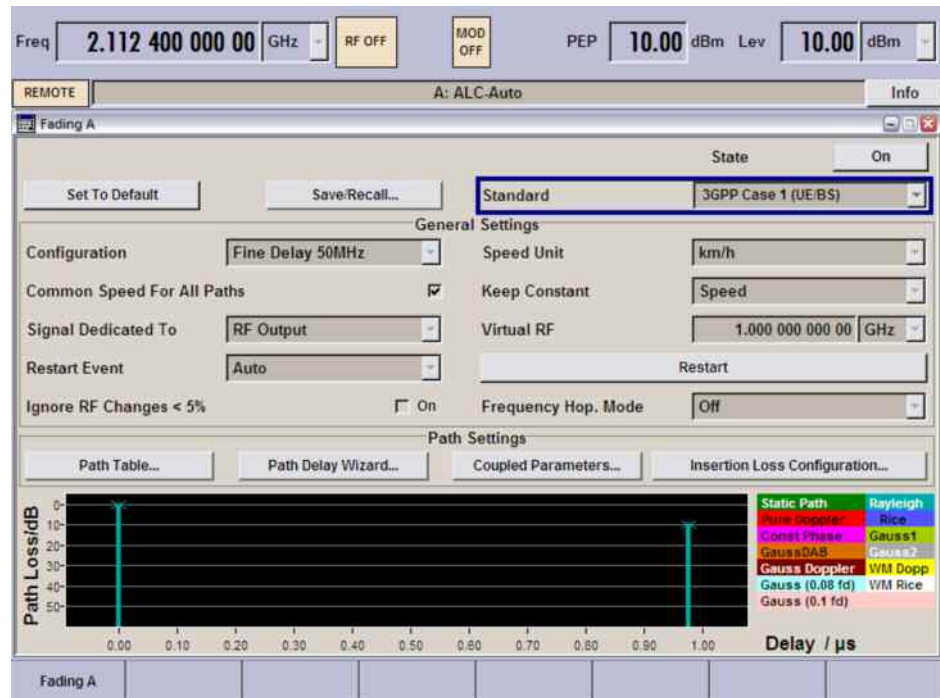 Freq 2.112 400 000 00 GHz RF OFF MOD OFF PEP 10.00 dBm Lev 10.00 dBm
REMOTE A: ALC-Auto Info
Fading A
State On
Set To Default Save/Recall... Standard 3GPP Case 1 (UE/BS)
General Settings
Configuration Fine Delay 50MHz Speed Unit km/h
Common Speed For All Paths Keep Constant Speed
Signal Dedicated To RF Output Virtual RF 1.000 000 000 00 GHz
Restart Event Auto Restart
Ignore RF Changes < 5% On Frequency Hop. Mode Off
Path Settings
Path Table... Path Delay Wizard... Coupled Parameters... Insertion Loss Configuration...
Path Loss/dB
0-
10-
20-
30-
40-
50-
Static Path Rayleigh
Pure Doppler Rice
Const Phase Gauss1
GaussDAB Gauss2
Gauss Doppler WM Dopp
Gauss (0.08 fd) WM Rice
Gauss (0.1 fd)
0.00 0.10 0.20 0.30 0.40 0.50 0.60 0.70 0.80 0.90 1.00 Delay / µs
Fading A